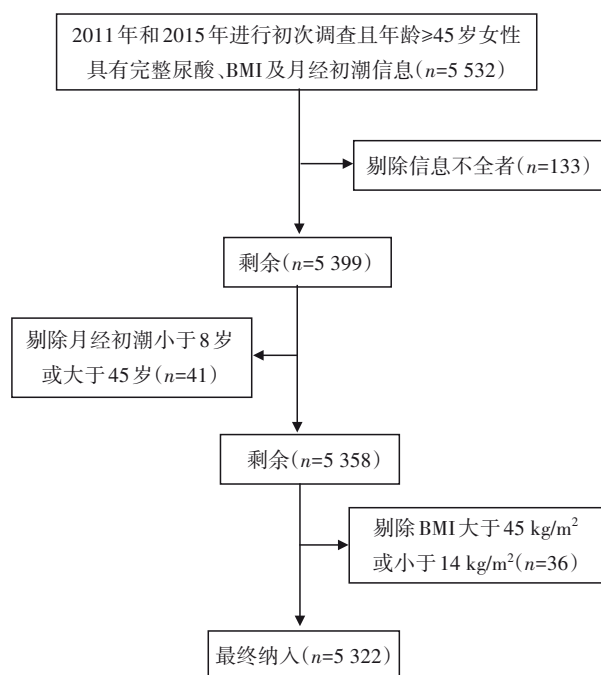 2011年和2015年进行初次调查且年龄≥45岁女性
具有完整尿酸、BMI及月经初潮信息(n=5 532)
剔除信息不全者(n=133)
剩余(n=5 399)
剔除月经初潮小于8岁
或大于45岁(n=41)
剩余(n=5 358)
剔除BMI大于45 kg/m²
或小于14 kg/m²(n=36)
最终纳入(n=5 322)